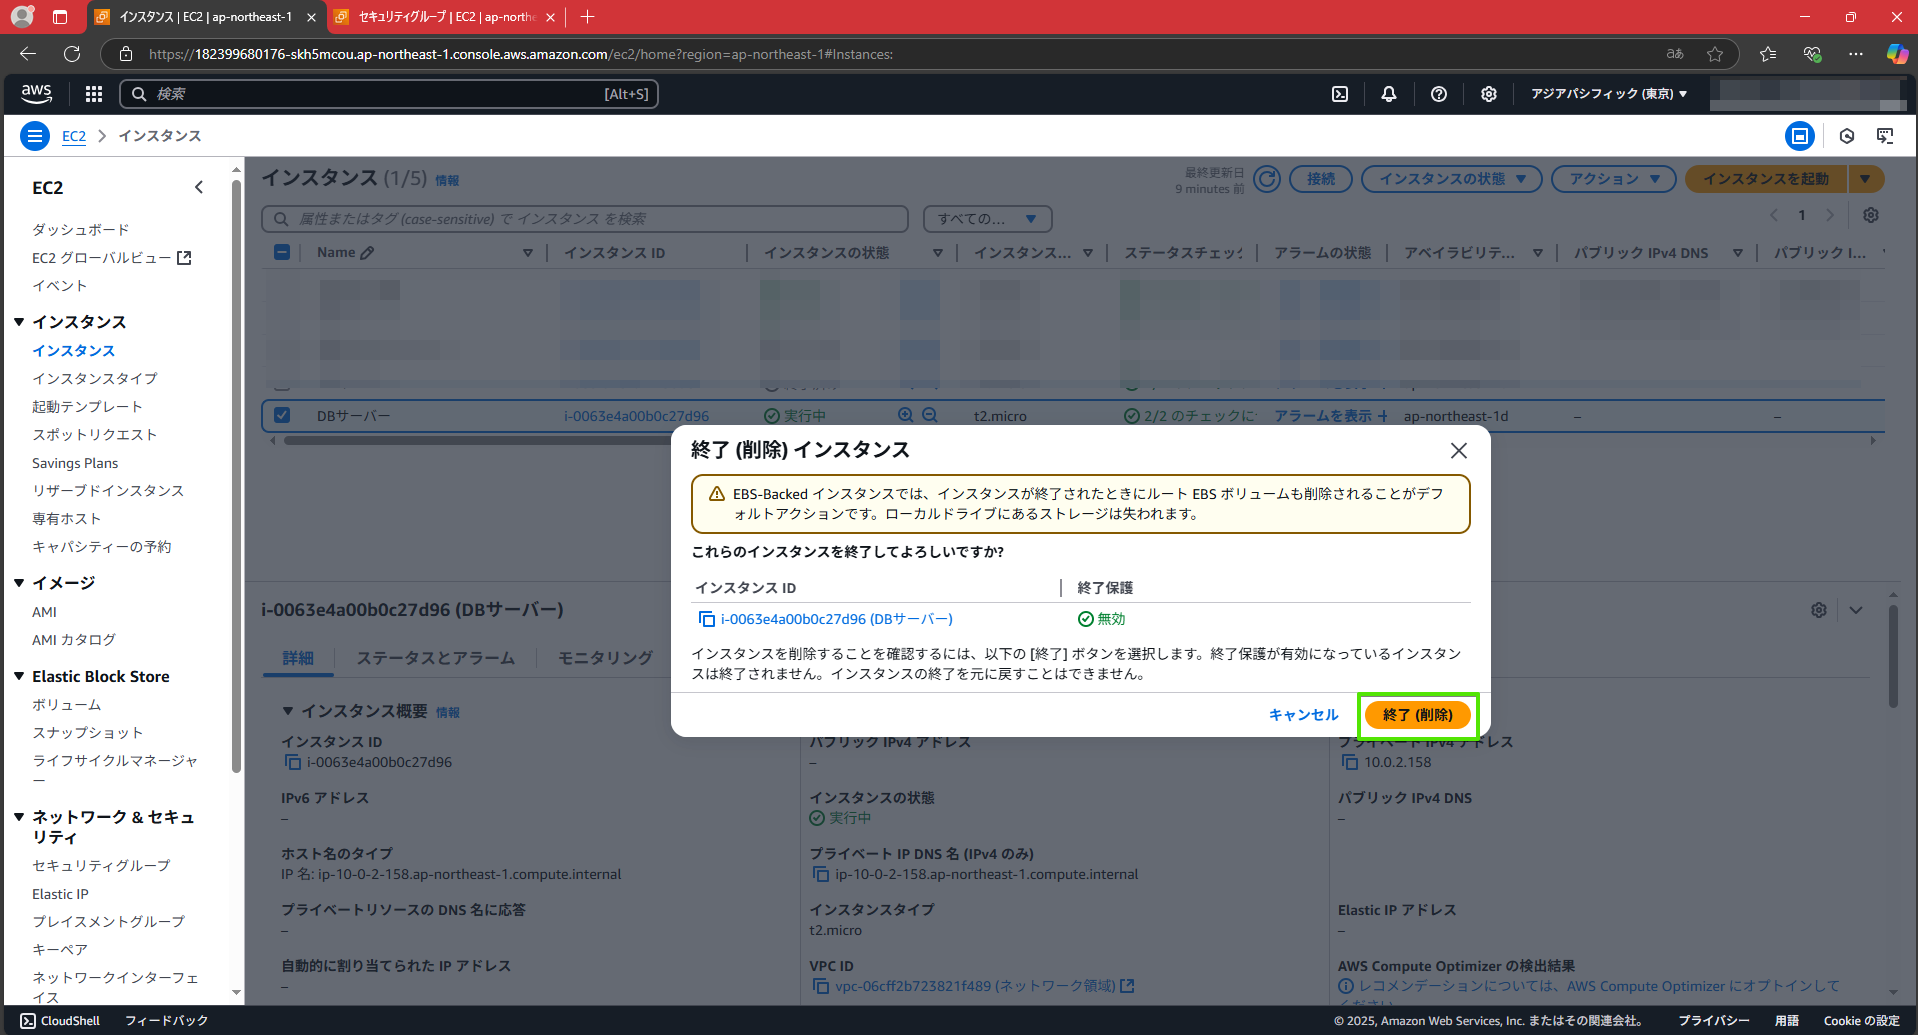 インスタンス | EC2 | ap-northeast-1
セキュリティグループ | EC2 | ap-northe
https://182399680176-skh5mcou.ap-northeast-1.console.aws.amazon.com/ec2/home?region=ap-northeast-1#Instances:
aws
検索
[Alt+S]
アジアパシフィック (東京)
EC2
インスタンス
EC2
ダッシュボード
EC2 グローバルビュー
イベント
インスタンス
インスタンス
インスタンスタイプ
起動テンプレート
スポットリクエスト
Savings Plans
リザーブドインスタンス
専有ホスト
キャパシティーの予約
イメージ
AMI
AMI カタログ
Elastic Block Store
ボリューム
スナップショット
ライフサイクルマネージャ
ー
ネットワーク & セキュ
リティ
セキュリティグループ
Elastic IP
プレイスメントグループ
キーペア
ネットワークインターフェ
イス
インスタンス (1/5) 情報
最終更新日
9 minutes 前
接続
インスタンスの状態
アクション
インスタンスを起動
属性またはタグ (case-sensitive) で インスタンス を検索
すべての...
1
Name
インスタンス ID
インスタンスの状態
インスタンス...
ステータスチェック
アラームの状態
アベイラビリテ...
パブリック IPv4 DNS
パブリック I...
DBサーバー
i-0063e4a00b0c27d96
実行中
t2.micro
2/2 のチェックに
アラームを表示 +
ap-northeast-1d
–
–
終了 (削除) インスタンス
EBS-Backed インスタンスでは、インスタンスが終了されたときにルート EBS ボリュームも削除されることがデフ
ォルトアクションです。ローカルドライブにあるストレージは失われます。
これらのインスタンスを終了してよろしいですか?
インスタンス ID
終了保護
i-0063e4a00b0c27d96 (DBサーバー)
無効
インスタンスを削除することを確認するには、以下の [終了] ボタンを選択します。終了保護が有効になっているインスタン
スは終了されません。インスタンスの終了を元に戻すことはできません。
キャンセル
終了 (削除)
i-0063e4a00b0c27d96 (DBサーバー)
詳細
ステータスとアラーム
モニタリング
インスタンス概要 情報
インスタンス ID
i-0063e4a00b0c27d96
パブリック IPv4 アドレス
–
プライベート IPv4 アドレス
10.0.2.158
IPv6 アドレス
–
インスタンスの状態
実行中
パブリック IPv4 DNS
–
ホスト名のタイプ
IP 名: ip-10-0-2-158.ap-northeast-1.compute.internal
プライベート IP DNS 名 (IPv4 のみ)
ip-10-0-2-158.ap-northeast-1.compute.internal
プライベートリソースの DNS 名に応答
–
インスタンスタイプ
t2.micro
Elastic IP アドレス
–
自動的に割り当てられた IP アドレス
–
VPC ID
vpc-06cff2b723821f489 (ネットワーク領域)
AWS Compute Optimizer の検出結果
レコメンデーションについては、AWS Compute Optimizer にオプトインして
ください
CloudShell
フィードバック
© 2025, Amazon Web Services, Inc. またはその関連会社。
プライバシー
用語
Cookie の設定